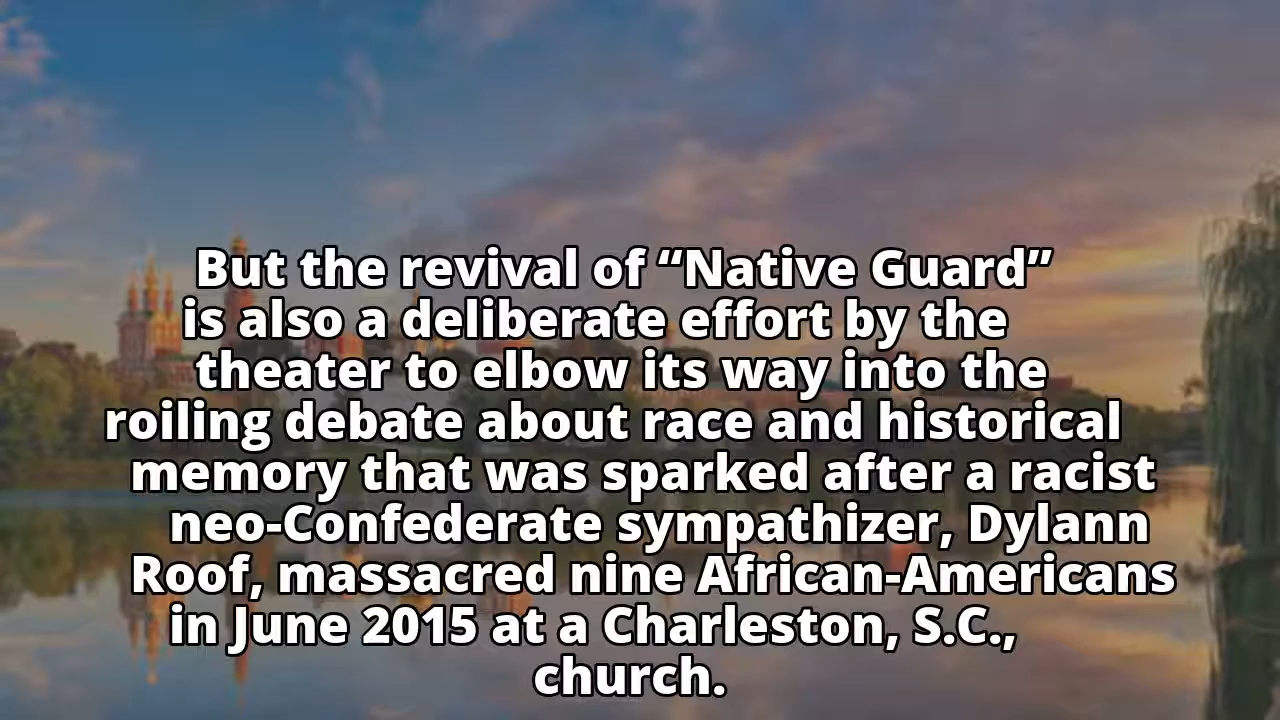 But the revival of “Native Guard”
is also a deliberate effort by the
theater to elbow its way into the
roiling debate about race and historical
memory that was sparked after a racist
neo-Confederate sympathizer, Dylann
Roof, massacred nine African-Americans
in June 2015 at a Charleston, S.C.,
church.